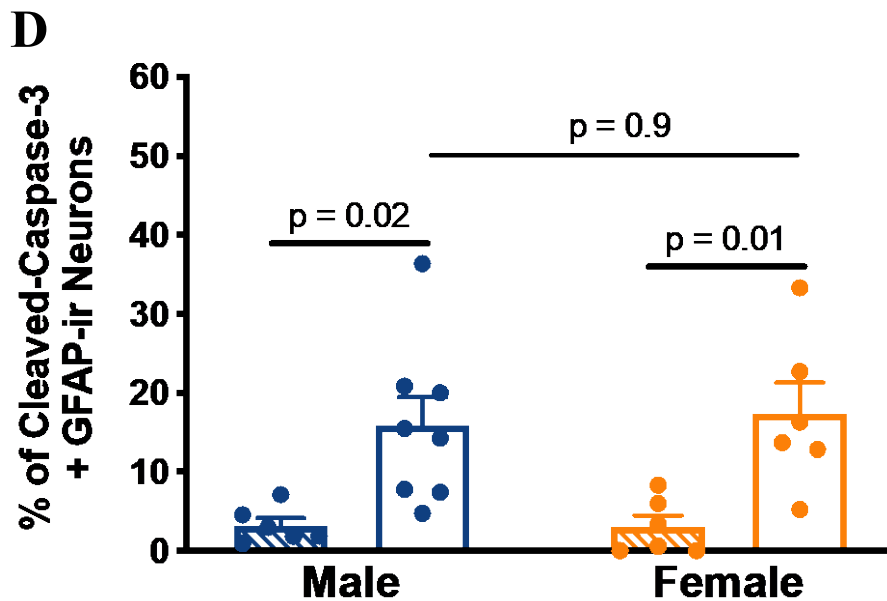 D
% of Cleaved-Caspase-3
+ GFAP-ir Neurons
60
50
40
30
20
10
0
p = 0.9
p = 0.02
p = 0.01
Male
Female